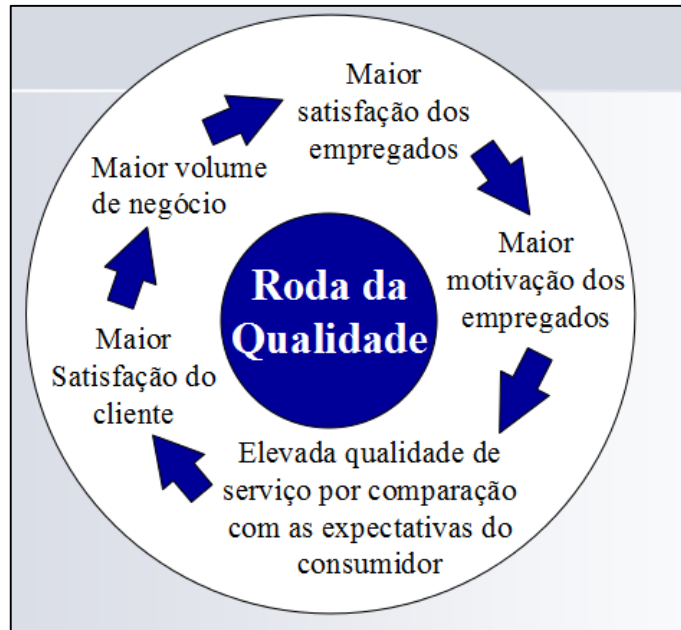 Maior
satisfação dos
empregados
Maior
motivação dos
empregados
Elevada qualidade de
serviço por comparação
com as expectativas do
consumidor
Maior
Satisfação do
cliente
Maior volume
de negócio
Roda da
Qualidade